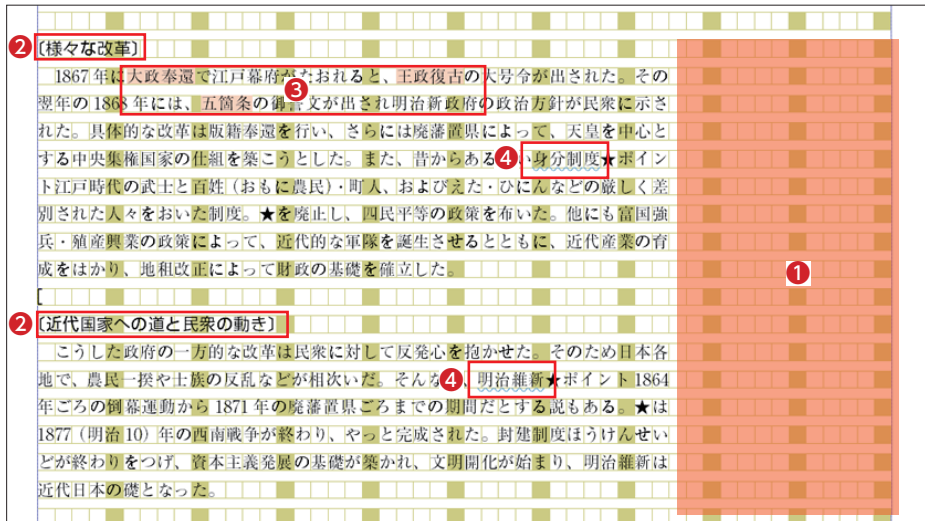 ❷〔様々な改革〕
1867年に大政奉還で江戸幕府がたおれると、王政復古の大号令が出された。その
❸
翌年の1868年には、五箇条の御誓文が出され明治新政府の政治方針が民衆に示さ
れた。具体的な改革は版籍奉還を行い、さらには廃藩置県によって、天皇を中心と
する中央集権国家の仕組を築こうとした。また、昔からある❹い身分制度★ポイン
ト江戸時代の武士と百姓（おもに農民）・町人、およびえた・ひにんなどの厳しく差
別された人々をおいた制度。★を廃止し、四民平等の政策を布いた。他にも富国強
兵・殖産興業の政策によって、近代的な軍隊を誕生させるとともに、近代産業の育
成をはかり、地租改正によって財政の基礎を確立した。
❶
[
❷〔近代国家への道と民衆の動き〕
こうした政府の一方的な改革は民衆に対して反発心を抱かせた。そのため日本各
地で、農民一揆や士族の反乱などが相次いだ。そんな❹、明治維新★ポイント1864
年ごろの倒幕運動から1871年の廃藩置県ごろまでの期間だとする説もある。★は
1877（明治10）年の西南戦争が終わり、やっと完成された。封建制度ほうけんせい
どが終わりをつげ、資本主義発展の基礎が築かれ、文明開化が始まり、明治維新は
近代日本の礎となった。